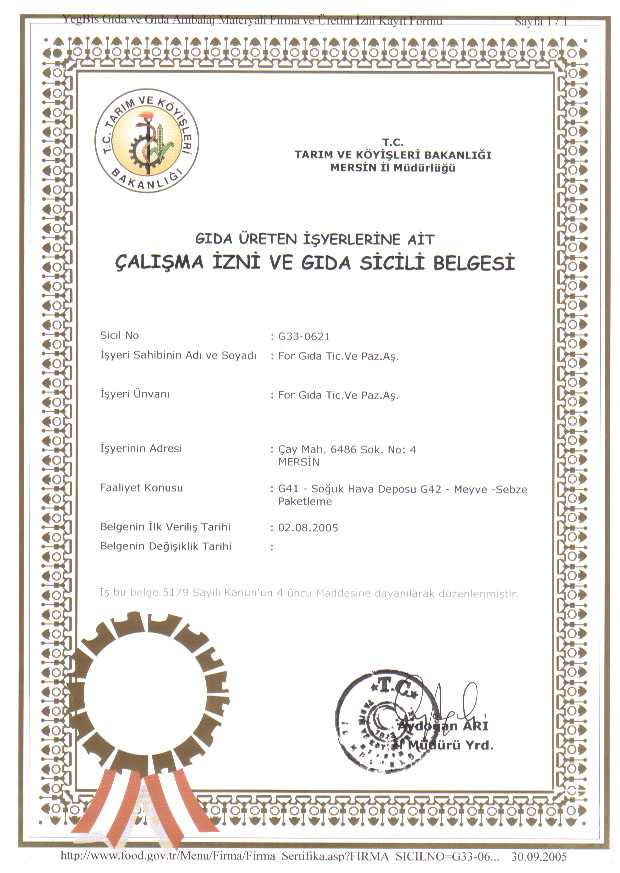 YegBis Gıda ve Gıda Ambalaj Materyali Firma ve Üretim İzni Kayıt Formu Sayfa 1 / 1
T.C. TARIM VE KÖYİŞLERİ
BAKANLIĞI
T.C.
TARIM VE KÖYİŞLERİ BAKANLIĞI
MERSİN İl Müdürlüğü
GIDA ÜRETEN İŞYERLERİNE AİT
ÇALIŞMA İZNİ VE GIDA SİCİLİ BELGESİ
Sicil No : G33-0621
İşyeri Sahibinin Adı ve Soyadı : For Gıda Tic.Ve Paz.Aş.
İşyeri Ünvanı : For Gıda Tic.Ve Paz.Aş.
İşyerinin Adresi : Çay Mah. 6486 Sok. No: 4
MERSİN
Faaliyet Konusu : G41 - Soğuk Hava Deposu G42 - Meyve -Sebze
Paketleme
Belgenin İlk Veriliş Tarihi : 02.08.2005
Belgenin Değişiklik Tarihi :
İş bu belge 5179 Sayılı Kanun'un 4 üncü Maddesine dayanılarak düzenlenmiştir.
T.C.
Aydoğan ARI
İl Müdürü Yrd.
http://www.food.gov.tr/Menu/Firma/Firma_Sertifika.asp?FIRMA_SICILNO=G33-06... 30.09.2005